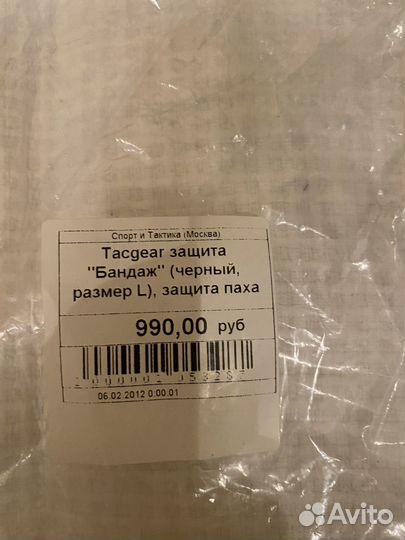 Спорт и Тактика (Москва)
Tacgear защита
"Бандаж" (черный,
размер L), защита паха
990,00 руб
06.02.2012 0:00:01
Avito